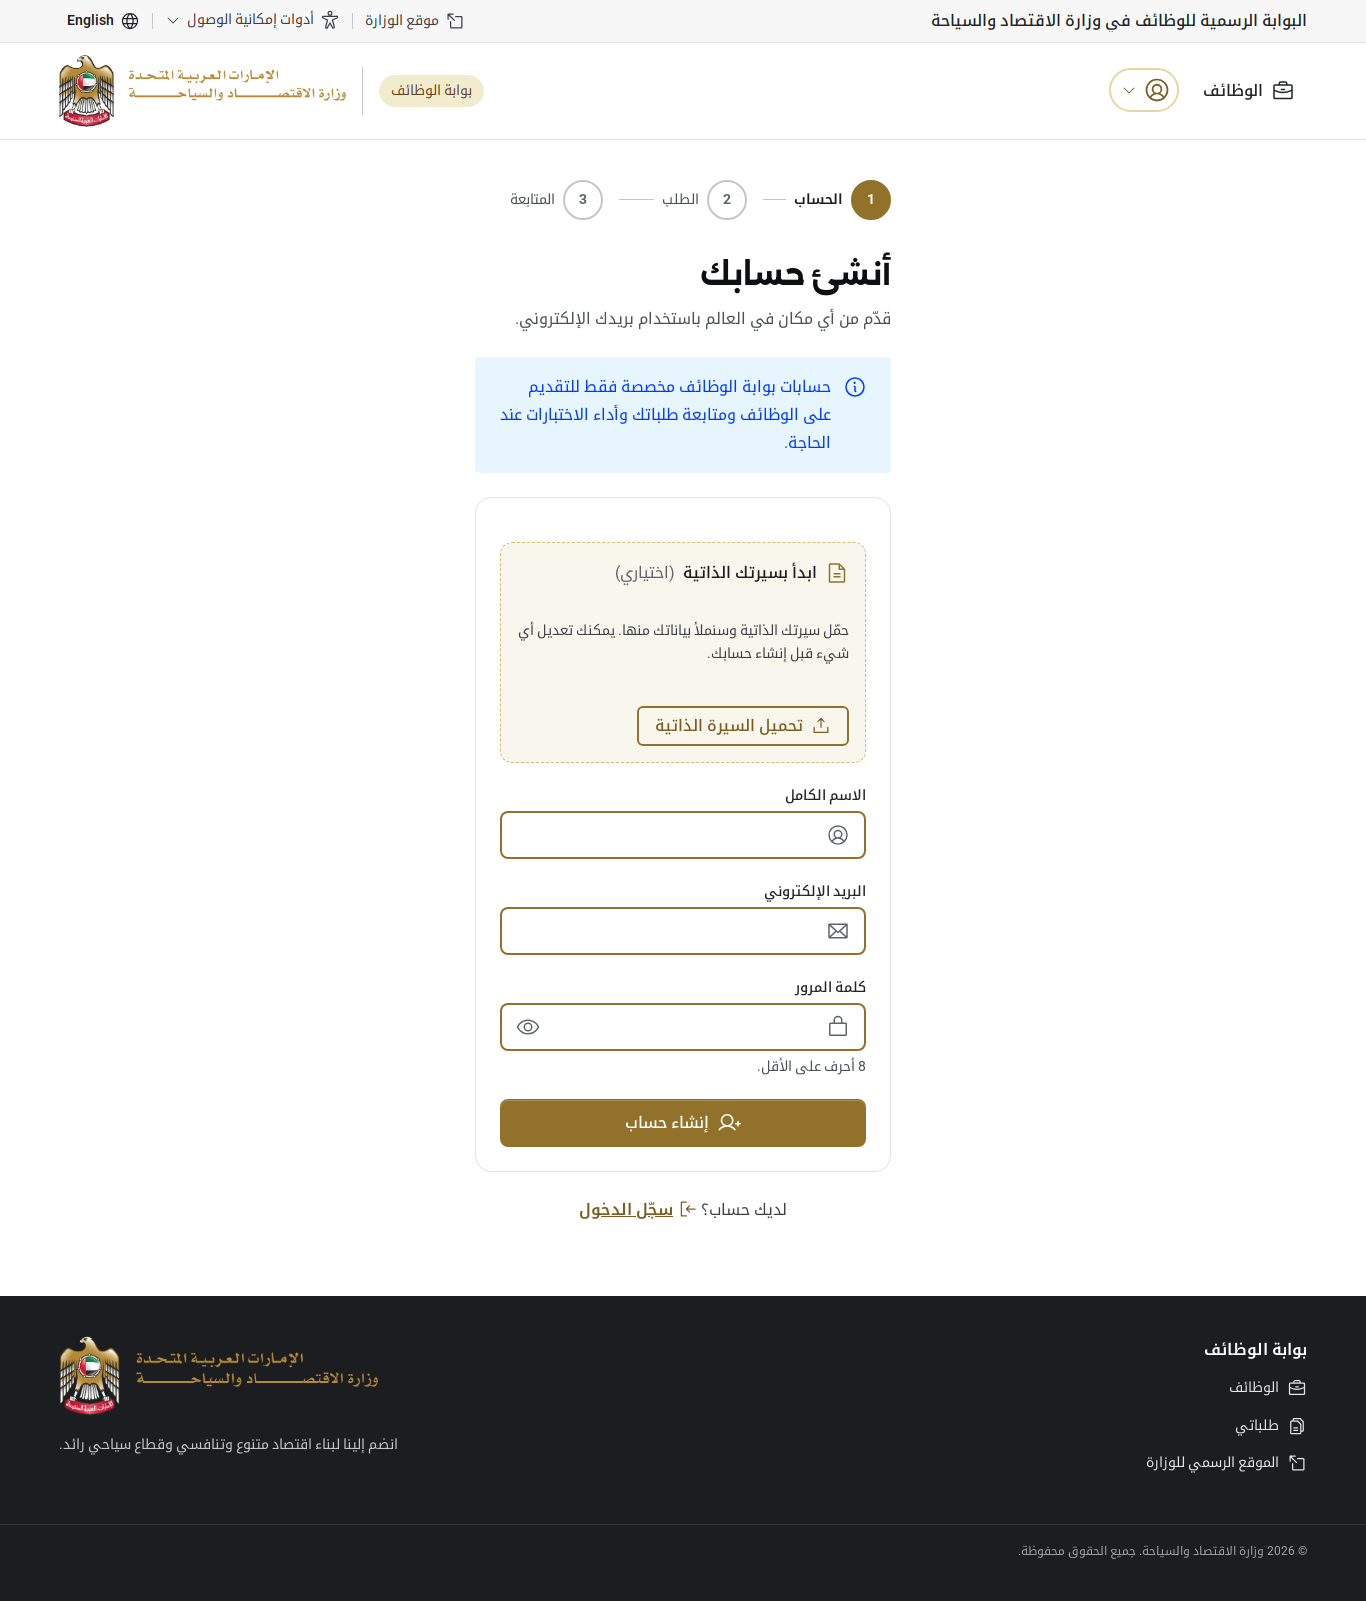 البوابة الرسمية للوظائف في وزارة الاقتصاد والسياحة
موقع الوزارة
أدوات إمكانية الوصول
English
الوظائف
بوابة الوظائف
الإمارات العربية المتحدة
وزارة الاقتصاد والسياحة
1 الحساب
2 الطلب
3 المتابعة
أنشئ حسابك
قدّم من أي مكان في العالم باستخدام بريدك الإلكتروني.
حسابات بوابة الوظائف مخصصة فقط للتقديم
على الوظائف ومتابعة طلباتك وأداء الاختبارات عند
الحاجة.
ابدأ بسيرتك الذاتية (اختياري)
حمّل سيرتك الذاتية وسنملأ بياناتك منها. يمكنك تعديل أي
شيء قبل إنشاء حسابك.
تحميل السيرة الذاتية
الاسم الكامل
البريد الإلكتروني
كلمة المرور
8 أحرف على الأقل.
إنشاء حساب
لديك حساب؟ سجّل الدخول
بوابة الوظائف
الوظائف
طلباتي
الموقع الرسمي للوزارة
الإمارات العربية المتحدة
وزارة الاقتصاد والسياحة
انضم إلينا لبناء اقتصاد متنوع وتنافسي وقطاع سياحي رائد.
© 2026 وزارة الاقتصاد والسياحة. جميع الحقوق محفوظة.